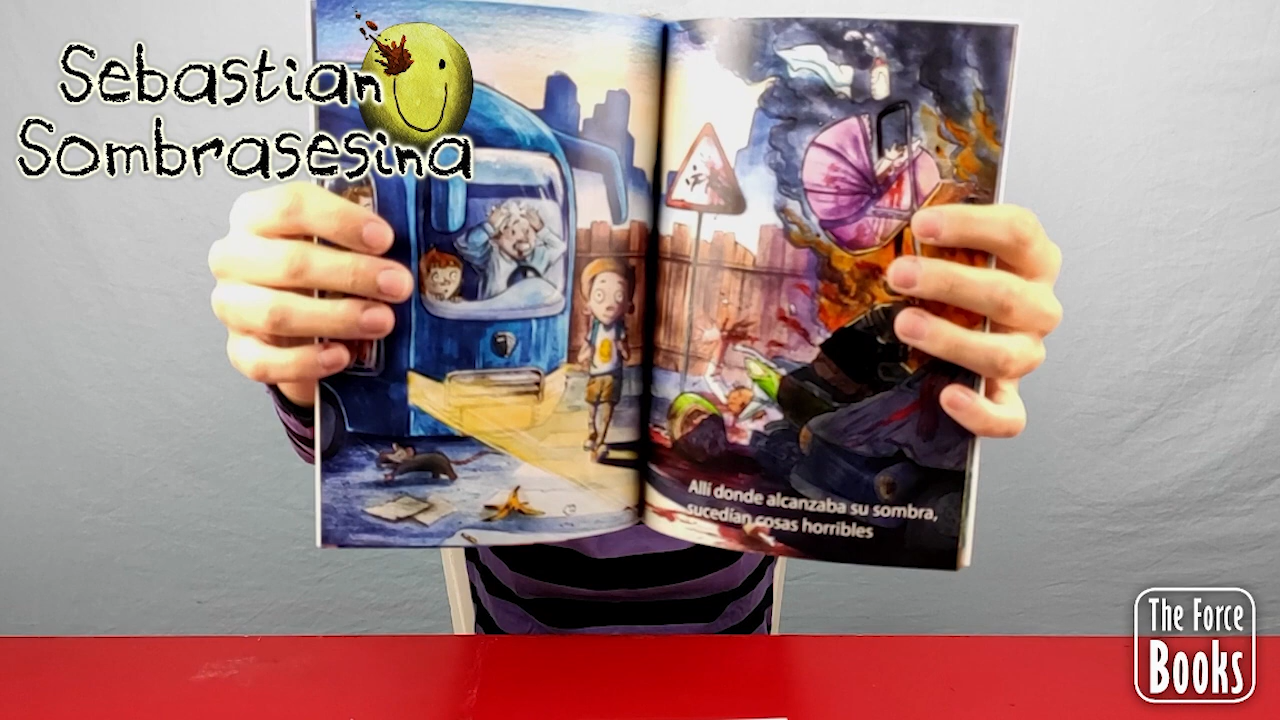 Sebastian
Sombrasesina
Allí donde alcanzaba su sombra,
sucedían cosas horribles
The Force
Books